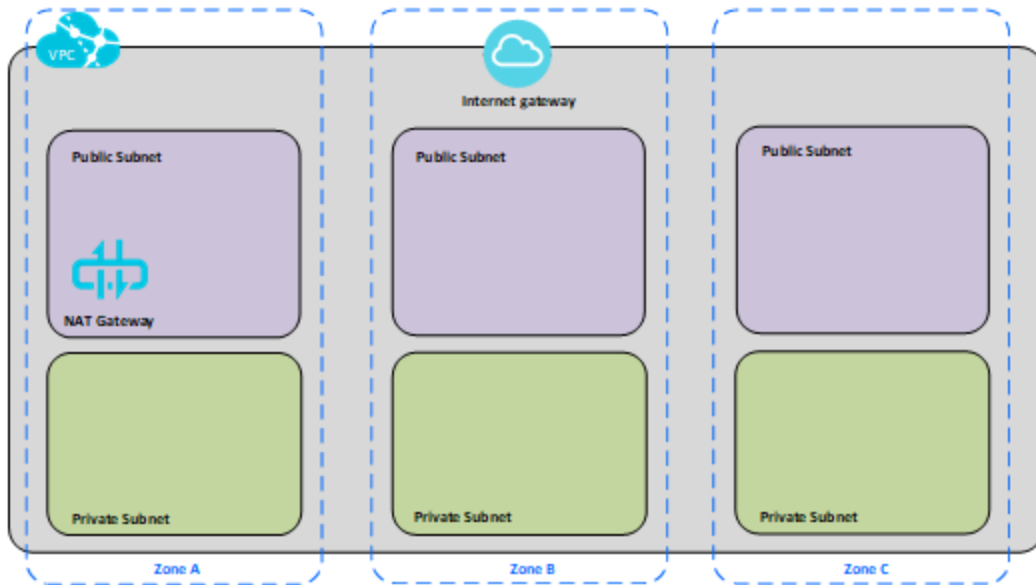 VPC
Internet gateway
Public Subnet
Public Subnet
Public Subnet
NAT Gateway
Private Subnet
Private Subnet
Private Subnet
Zone A
Zone B
Zone C